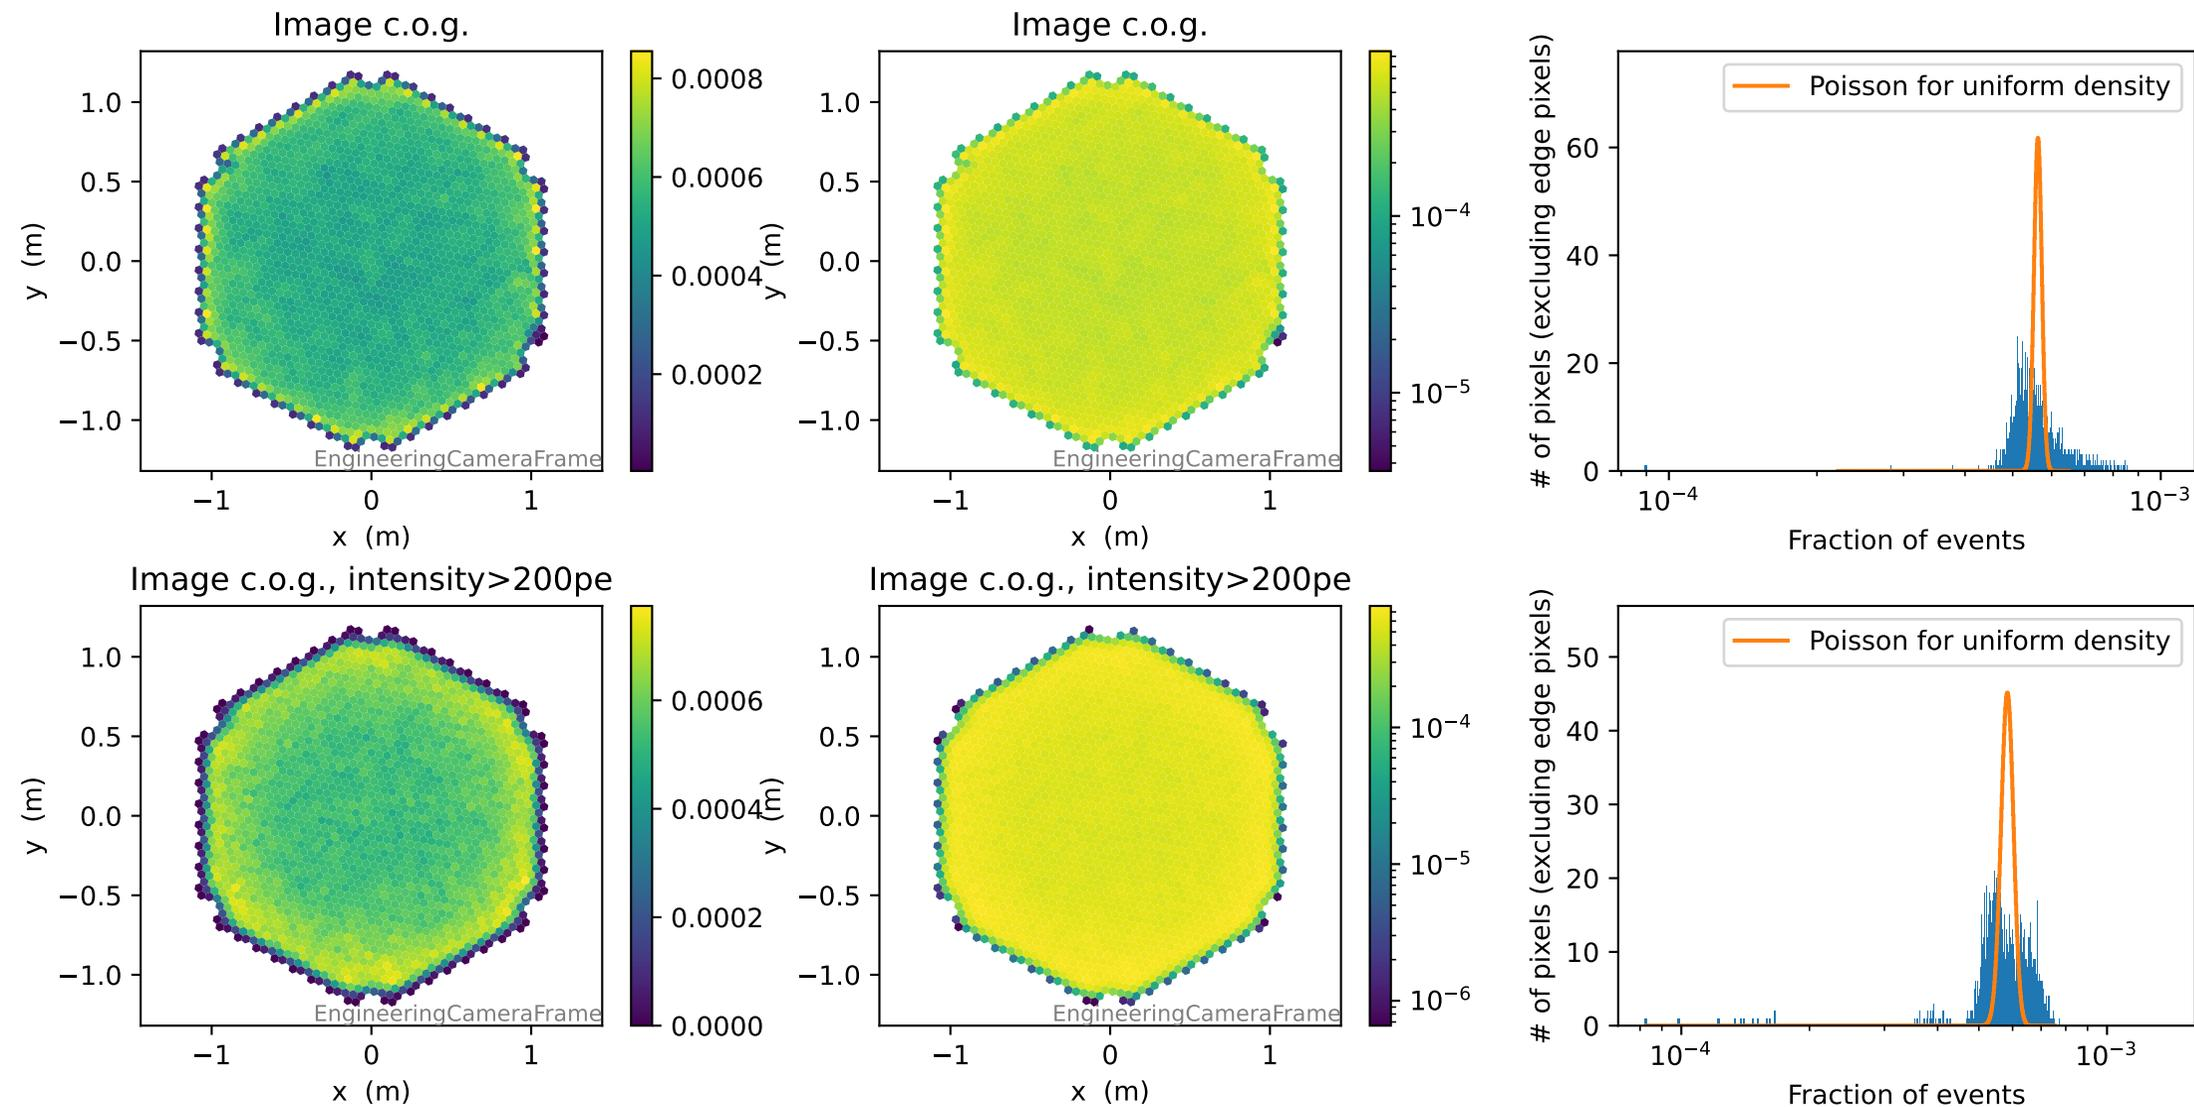 Image c.o.g.
Image c.o.g.
1.0
0.5
0.0
−0.5
−1.0
y (m)
EngineeringCameraFrame
−1 0 1
x (m)
0.0008
0.0006
0.0004
0.0002
1.0
0.5
0.0
−0.5
−1.0
y (m)
EngineeringCameraFrame
−1 0 1
x (m)
10⁻⁴
10⁻⁵
# of pixels (excluding edge pixels)
Poisson for uniform density
60
40
20
0
10⁻⁴ 10⁻³
Fraction of events
Image c.o.g., intensity>200pe
Image c.o.g., intensity>200pe
1.0
0.5
0.0
−0.5
−1.0
y (m)
EngineeringCameraFrame
−1 0 1
x (m)
0.0006
0.0004
0.0002
0.0000
1.0
0.5
0.0
−0.5
−1.0
y (m)
EngineeringCameraFrame
−1 0 1
x (m)
10⁻⁴
10⁻⁵
10⁻⁶
# of pixels (excluding edge pixels)
Poisson for uniform density
50
40
30
20
10
0
10⁻⁴ 10⁻³
Fraction of events